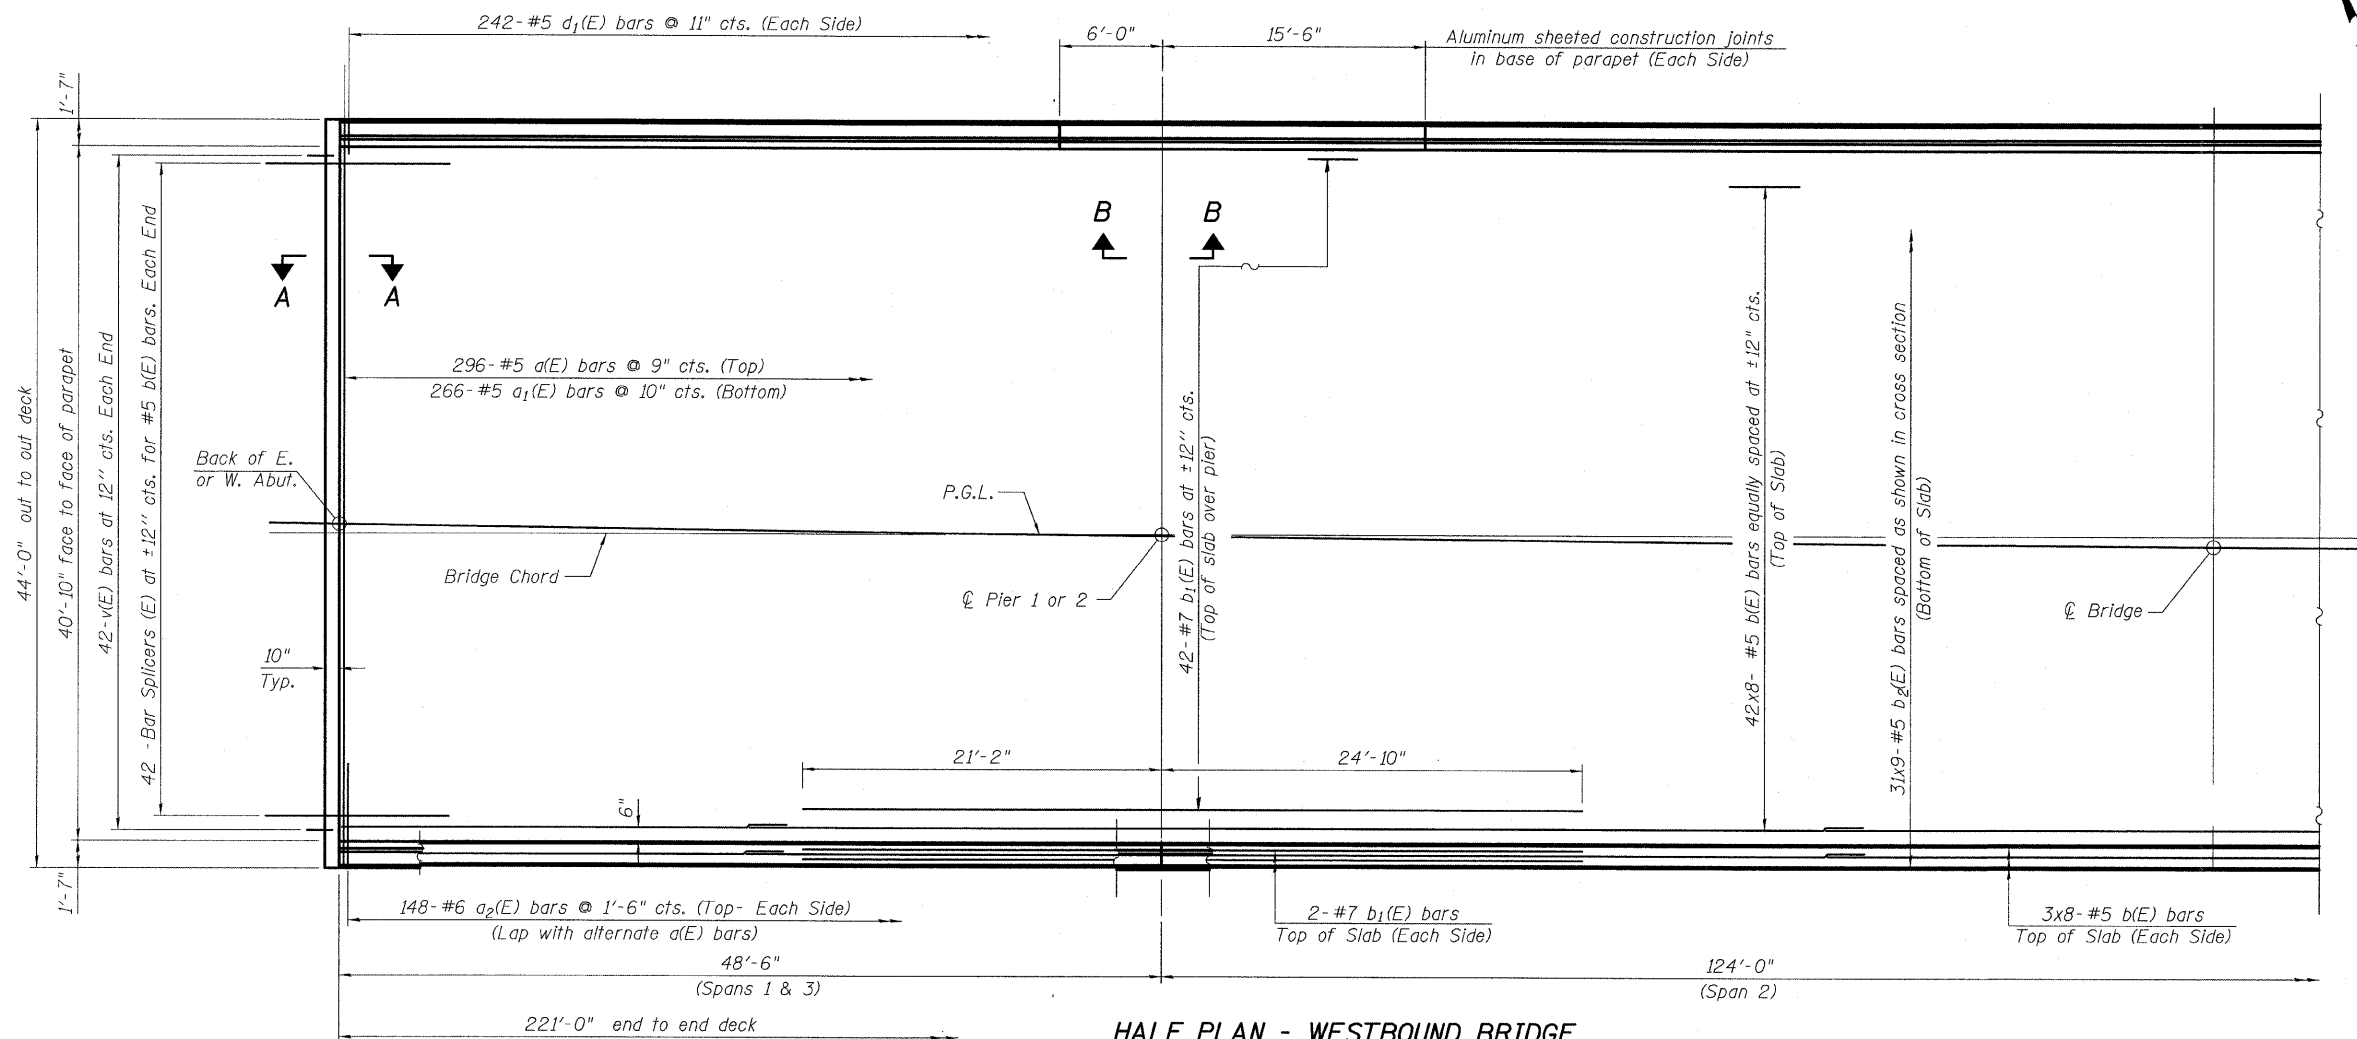 242-#5 d₁(E) bars @ 11" cts. (Each Side)
6'-0"
15'-6"
Aluminum sheeted construction joints
in base of parapet (Each Side)
1'-7"
44'-0" out to out deck
40'-10" face to face of parapet
42-v(E) bars at 12" cts. Each End
42 -Bar Splicers (E) at ±12" cts. for #5 b(E) bars. Each End
A
A
B
B
296-#5 a(E) bars @ 9" cts. (Top)
266-#5 a₁(E) bars @ 10" cts. (Bottom)
Back of E.
or W. Abut.
P.G.L.
Bridge Chord
℄ Pier 1 or 2
42-#7 b₁(E) bars at ±12" cts.
(Top of slab over pier)
42x8- #5 b(E) bars equally spaced at ±12" cts.
(Top of Slab)
31x9-#5 b₂(E) bars spaced as shown in cross section
(Bottom of Slab)
℄ Bridge
10"
Typ.
21'-2"
24'-10"
6"
1'-7"
148-#6 a₂(E) bars @ 1'-6" cts. (Top- Each Side)
(Lap with alternate a(E) bars)
2-#7 b₁(E) bars
Top of Slab (Each Side)
3x8-#5 b(E) bars
Top of Slab (Each Side)
48'-6"
(Spans 1 & 3)
124'-0"
(Span 2)
221'-0" end to end deck
HALF PLAN - WESTBOUND BRIDGE